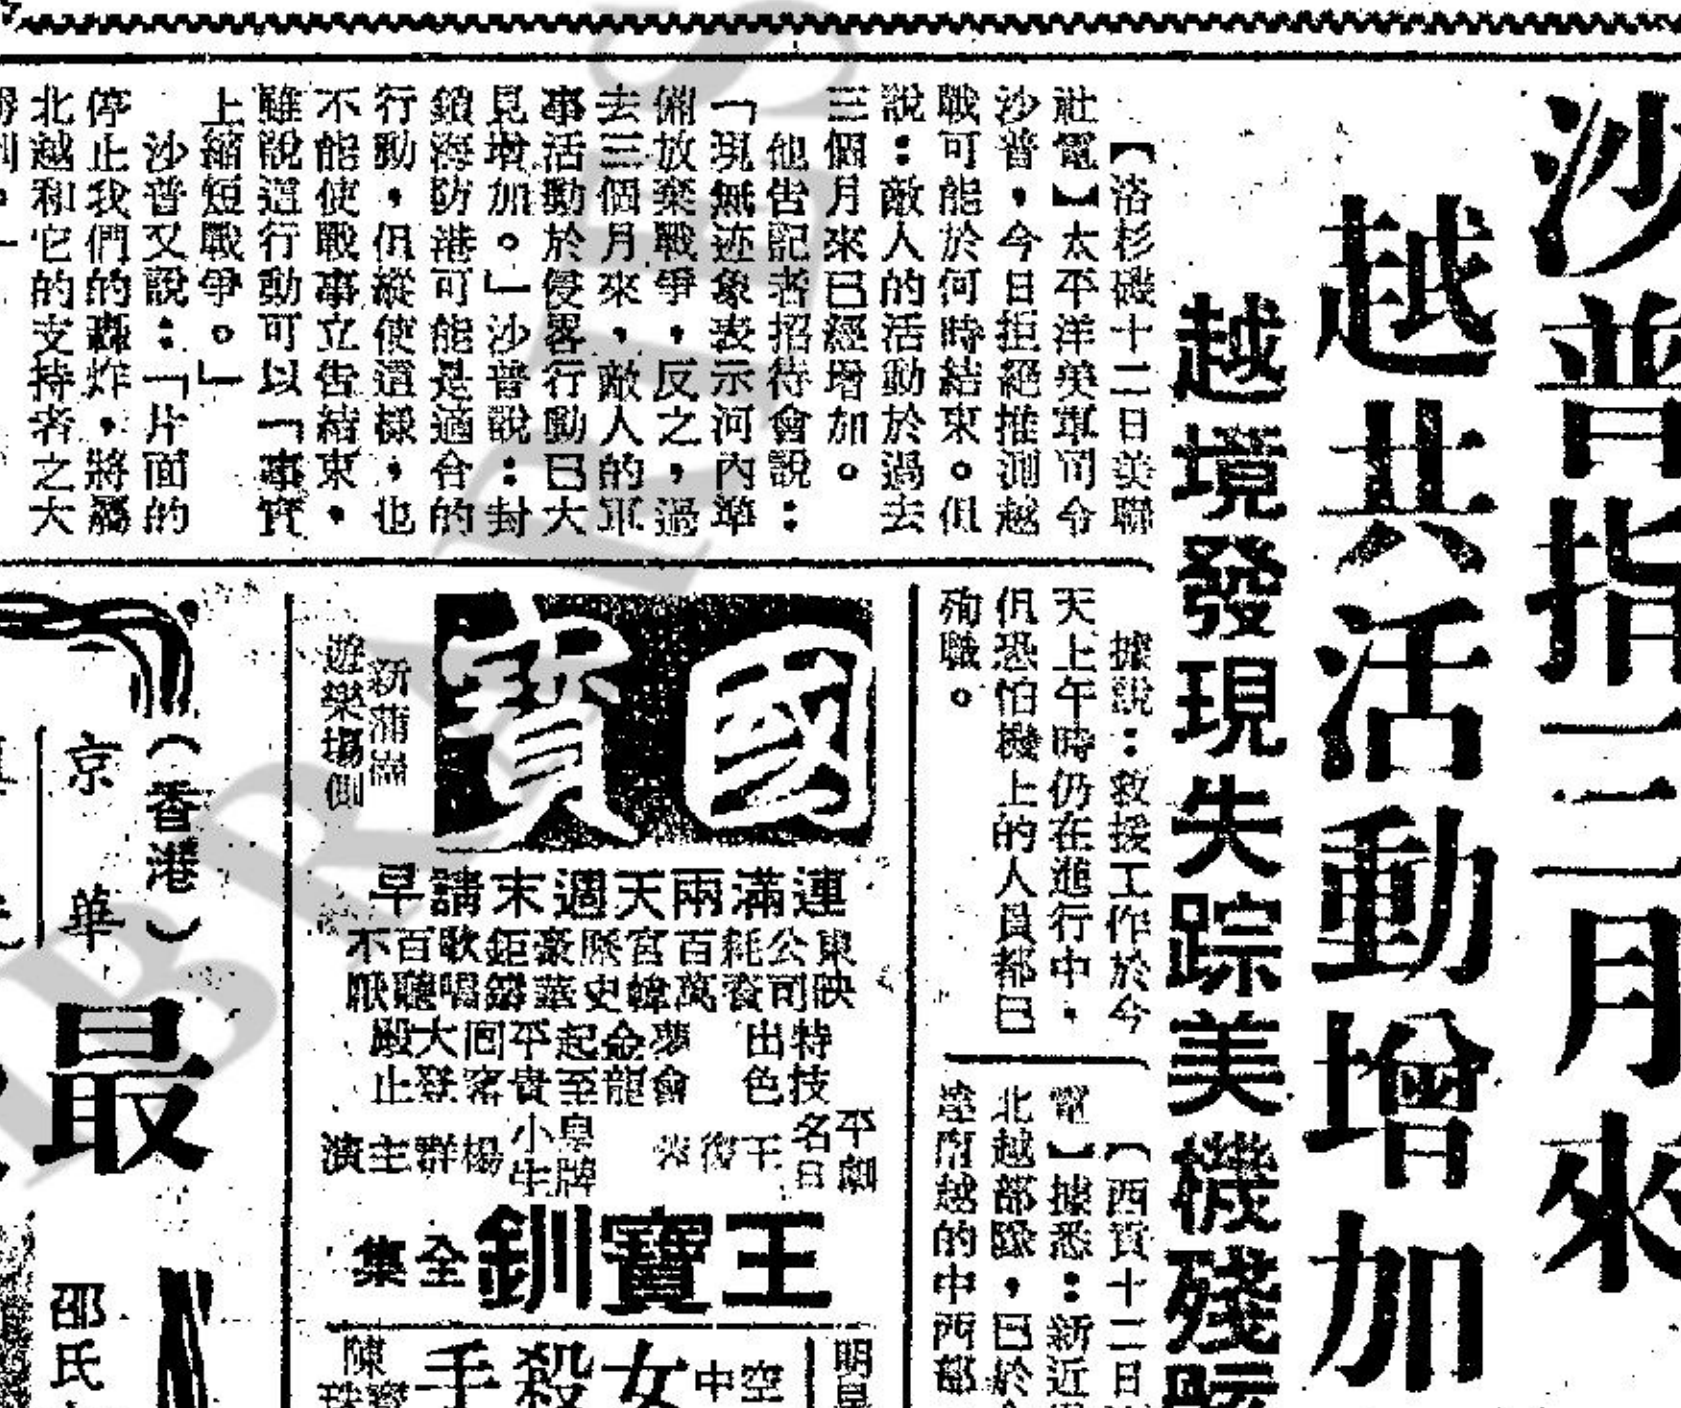 沙普指三月來
越共活動增加
越境發現失踪美機殘
【洛杉磯十二日美聯
社電】太平洋美軍司令
沙普，今日拒絕推測越
戰可能於何時結束。但
說：敵人的活動於過去
三個月來已經增加。
他告記者招待會說：
「現無迹象表示河內準
備放棄戰爭，反之，過
去三個月來，敵人的軍
事活動於侵畧行動已大
見增加。」沙普說：封
鎖海防港可能是適合的
行動，但縱使這樣，也
不能使戰事立告結束，
雖說這行動可以「事實
上縮短戰爭。」
沙普又說：「片面的
停止我們的轟炸，將屬
北越和它的支持者之大
據說：救援工作於今
天上午時仍在進行中，
但恐怕機上的人員都已
殉職。
【西貢十二日
電】據悉：新近
北越部隊，已於
達南越的中西部
國寶
新蒲崗
遊樂場側
連滿兩天週末請早
東映
公司
耗資
百萬
宮幃
歷史
豪華
鉅鑄
歌唱
百聽
不厭
特技
出色
夢會
金龍
起至
平貴
回窰
大登
殿止
平劇
名旦
王復蓉
皋牌
小生
楊群主演
王寶釧全集
空中
女殺手
陳
（香港）
京華
最
邵氏
LIBRARIES